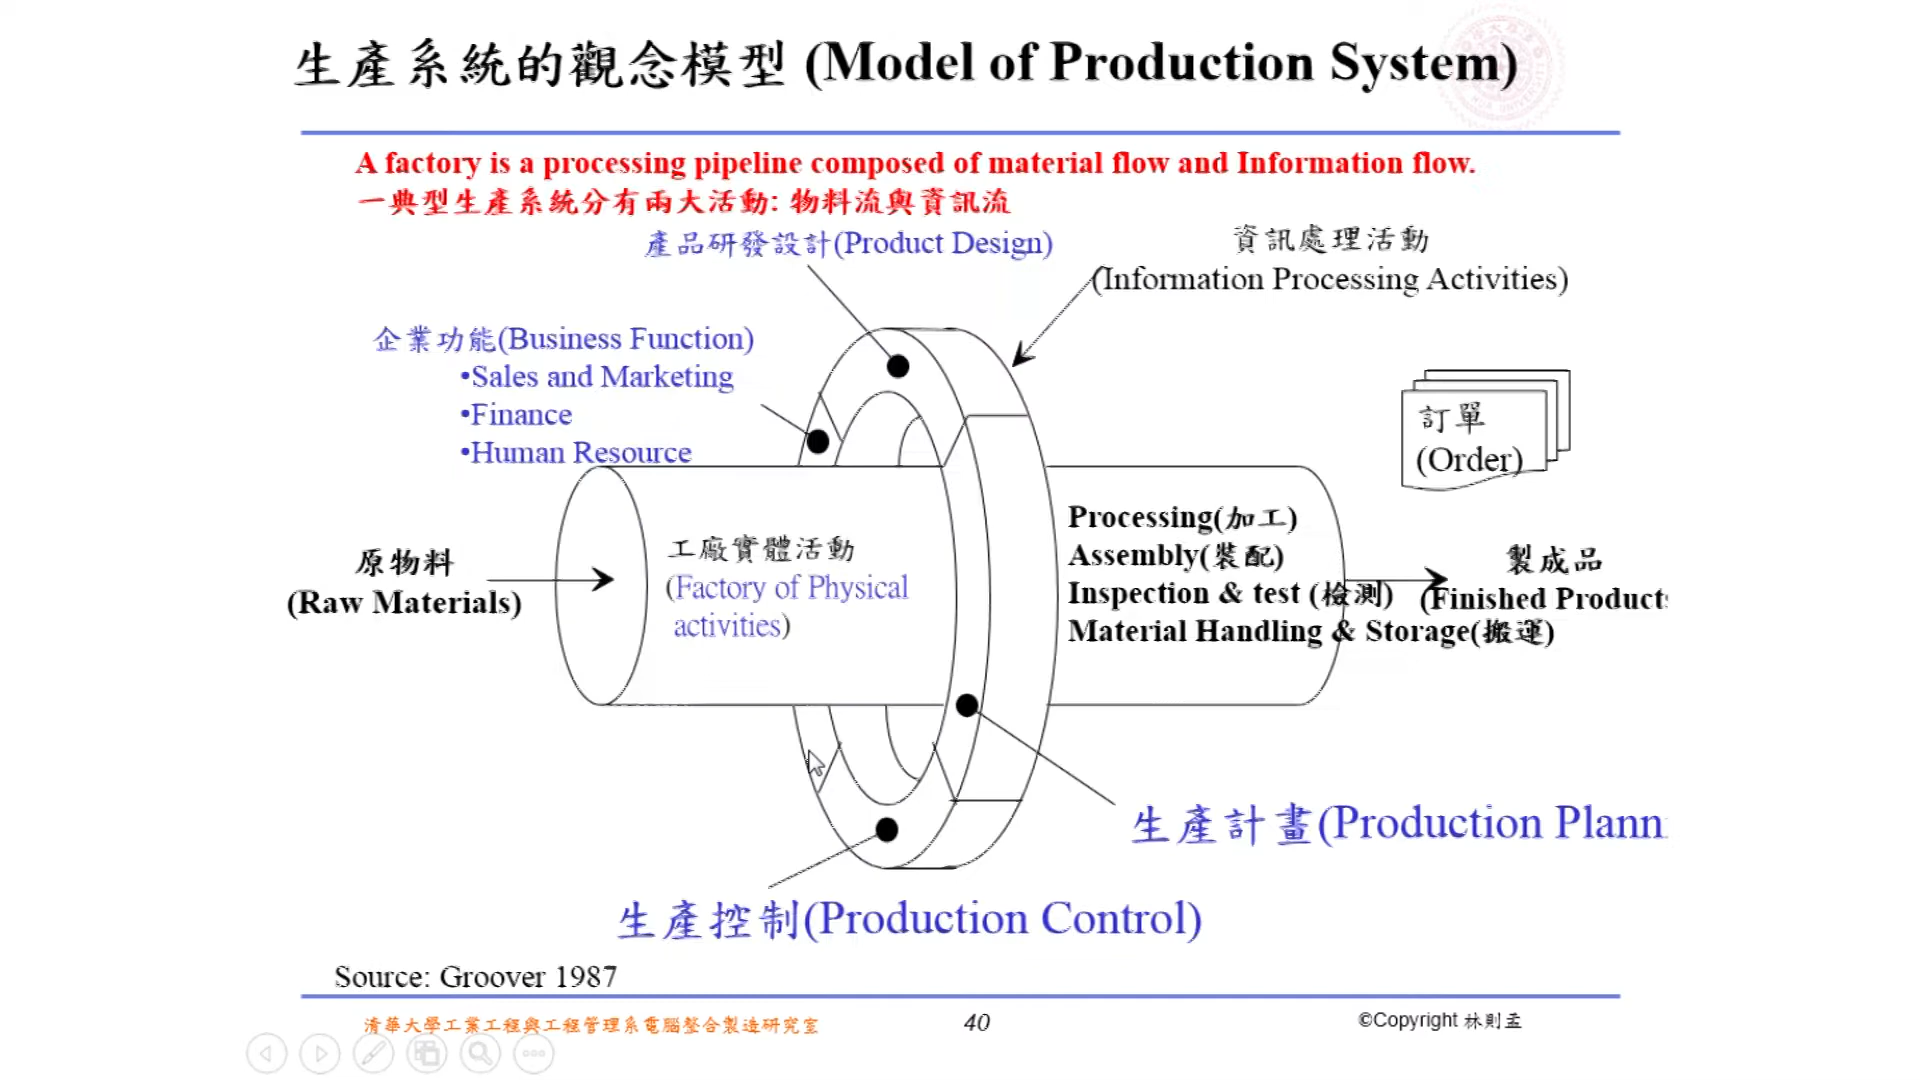 生產系統的觀念模型 (Model of Production System)
A factory is a processing pipeline composed of material flow and Information flow.
一典型生產系統分有兩大活動: 物料流與資訊流
產品研發設計(Product Design)
資訊處理活動
(Information Processing Activities)
企業功能(Business Function)
•Sales and Marketing
•Finance
•Human Resource
訂單
(Order)
原物料
(Raw Materials)
工廠實體活動
(Factory of Physical
activities)
Processing(加工)
Assembly(裝配)
Inspection & test (檢測)
Material Handling & Storage(搬運)
製成品
(Finished Products
生產計畫(Production Plann
生產控制(Production Control)
Source: Groover 1987
清華大學工業工程與工程管理系電腦整合製造研究室
40
©Copyright 林則孟